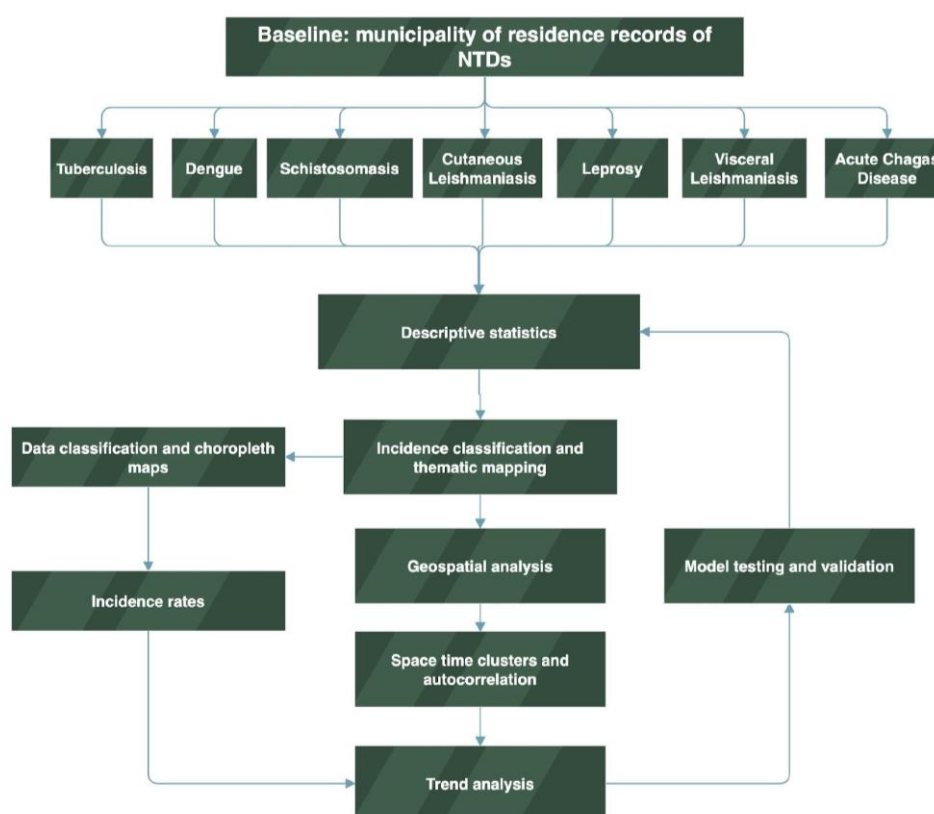 Baseline: municipality of residence records of
NTDs
Tuberculosis
Dengue
Schistosomasis
Cutaneous
Leishmaniasis
Leprosy
Visceral
Leishmaniasis
Acute Chagas
Disease
Descriptive statistics
Data classification and choropleth
maps
Incidence classification and
thematic mapping
Geospatial analysis
Model testing and validation
Incidence rates
Space time clusters and
autocorrelation
Trend analysis